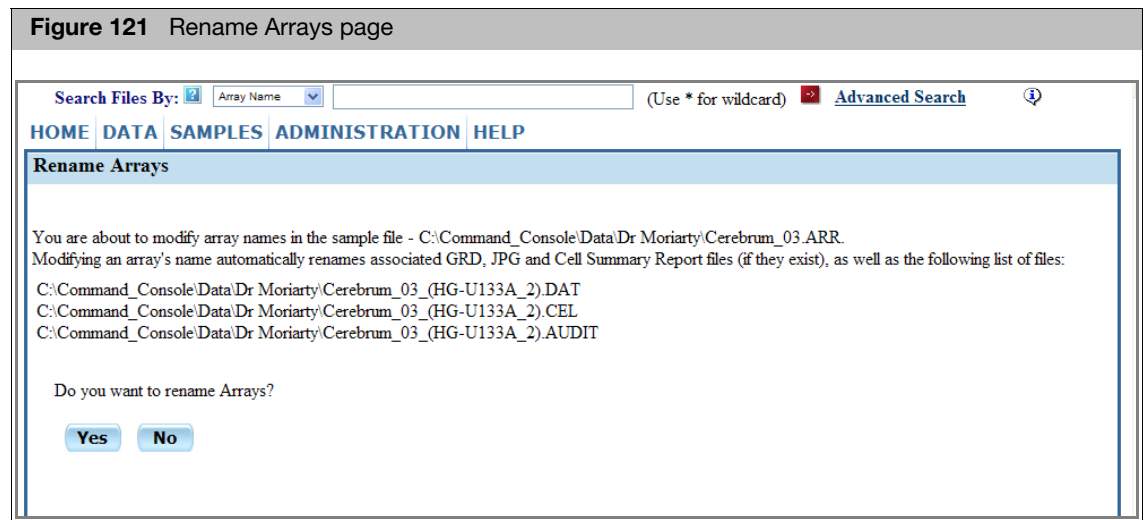 Figure 121 Rename Arrays page
Search Files By: ? Array Name (Use * for wildcard) Advanced Search
HOME DATA SAMPLES ADMINISTRATION HELP
Rename Arrays
You are about to modify array names in the sample file - C:\Command_Console\Data\Dr Moriarty\Cerebrum_03.ARR.
Modifying an array's name automatically renames associated GRD, JPG and Cell Summary Report files (if they exist), as well as the following list of files:
C:\Command_Console\Data\Dr Moriarty\Cerebrum_03_(HG-U133A_2).DAT
C:\Command_Console\Data\Dr Moriarty\Cerebrum_03_(HG-U133A_2).CEL
C:\Command_Console\Data\Dr Moriarty\Cerebrum_03_(HG-U133A_2).AUDIT
Do you want to rename Arrays?
Yes No